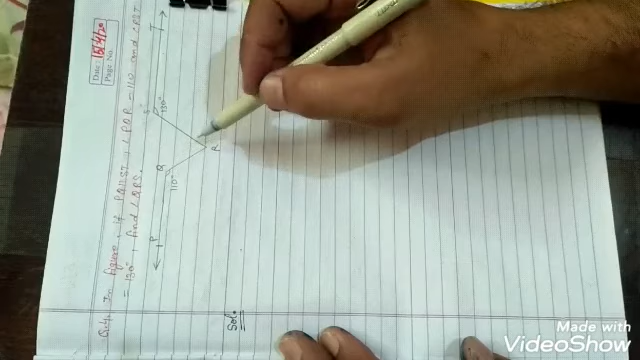 Date: 15/4/20
Page No.
Q.4. In figure, if PQ||ST, ∠PQR = 110 and ∠RST
= 130°, find ∠QRS.
P
Q
110°
R
S
130°
T
Sol.
Made with
VideoShow